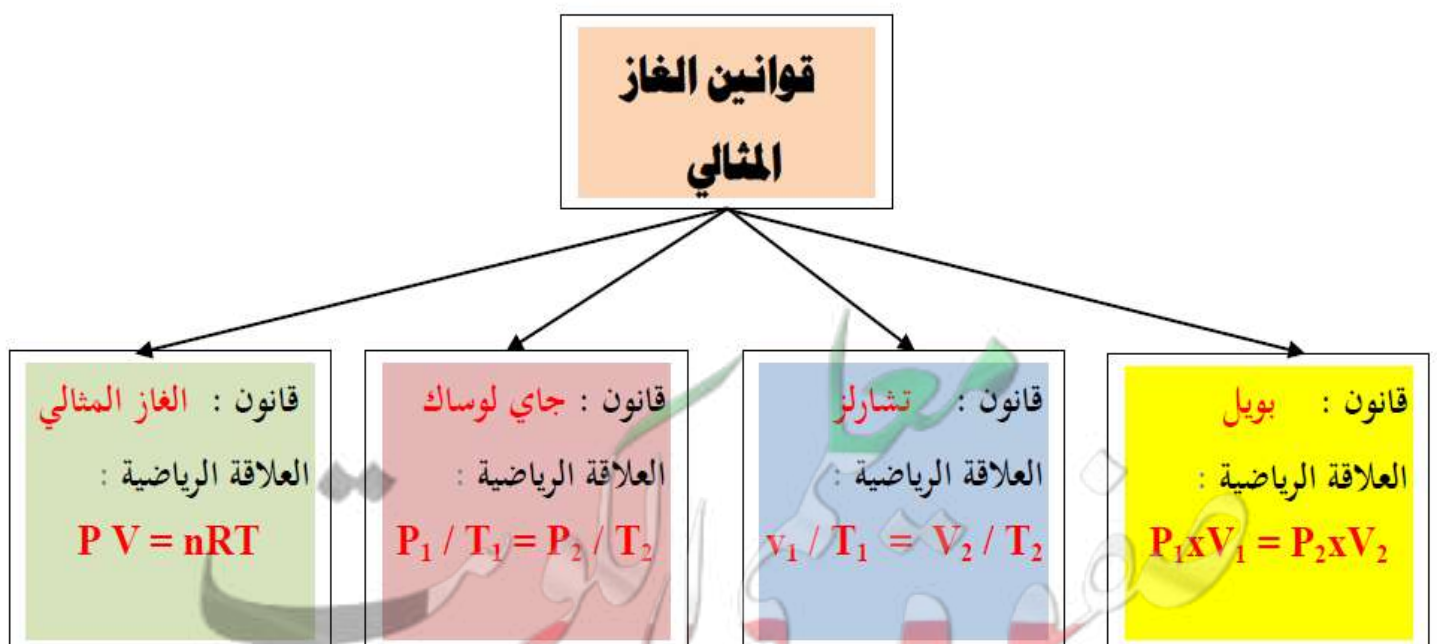 قوانين الغاز
المثالي
قانون : بويل
العلاقة الرياضية :
P₁xV₁ = P₂xV₂
قانون : تشارلز
العلاقة الرياضية :
v₁ / T₁ = V₂ / T₂
قانون : جاي لوساك
العلاقة الرياضية :
P₁ / T₁ = P₂ / T₂
قانون : الغاز المثالي
العلاقة الرياضية :
P V = nRT